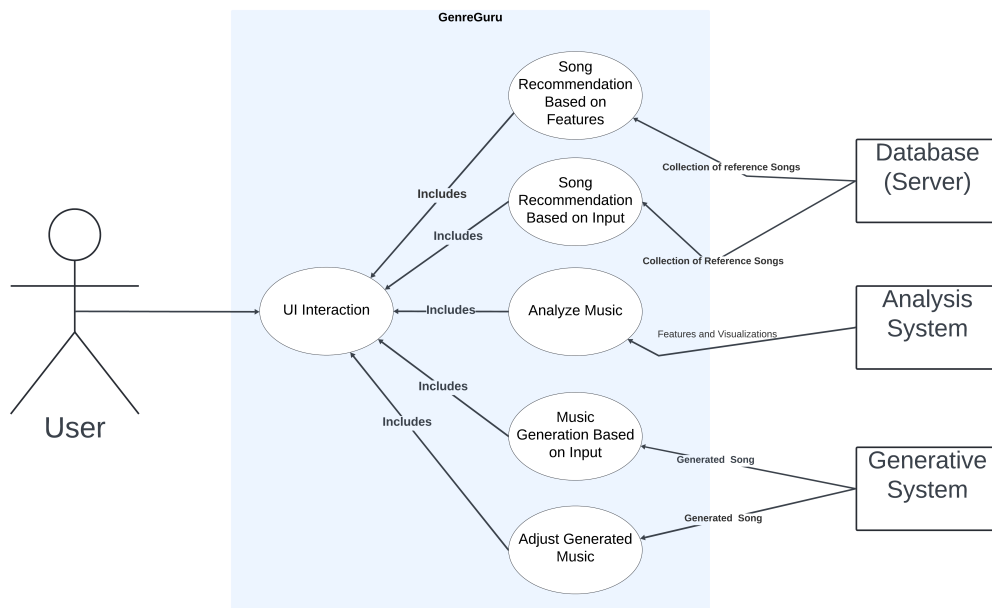 GenreGuru
Song
Recommendation
Based on
Features
Database
(Server)
Collection of reference Songs
Includes
Song
Recommendation
Based on Input
Includes
Collection of Reference Songs
UI Interaction
Includes
Analyze Music
Analysis
System
Features and Visualizations
Includes
User
Includes
Music
Generation Based
on Input
Generated  Song
Generative
System
Generated  Song
Adjust Generated
Music